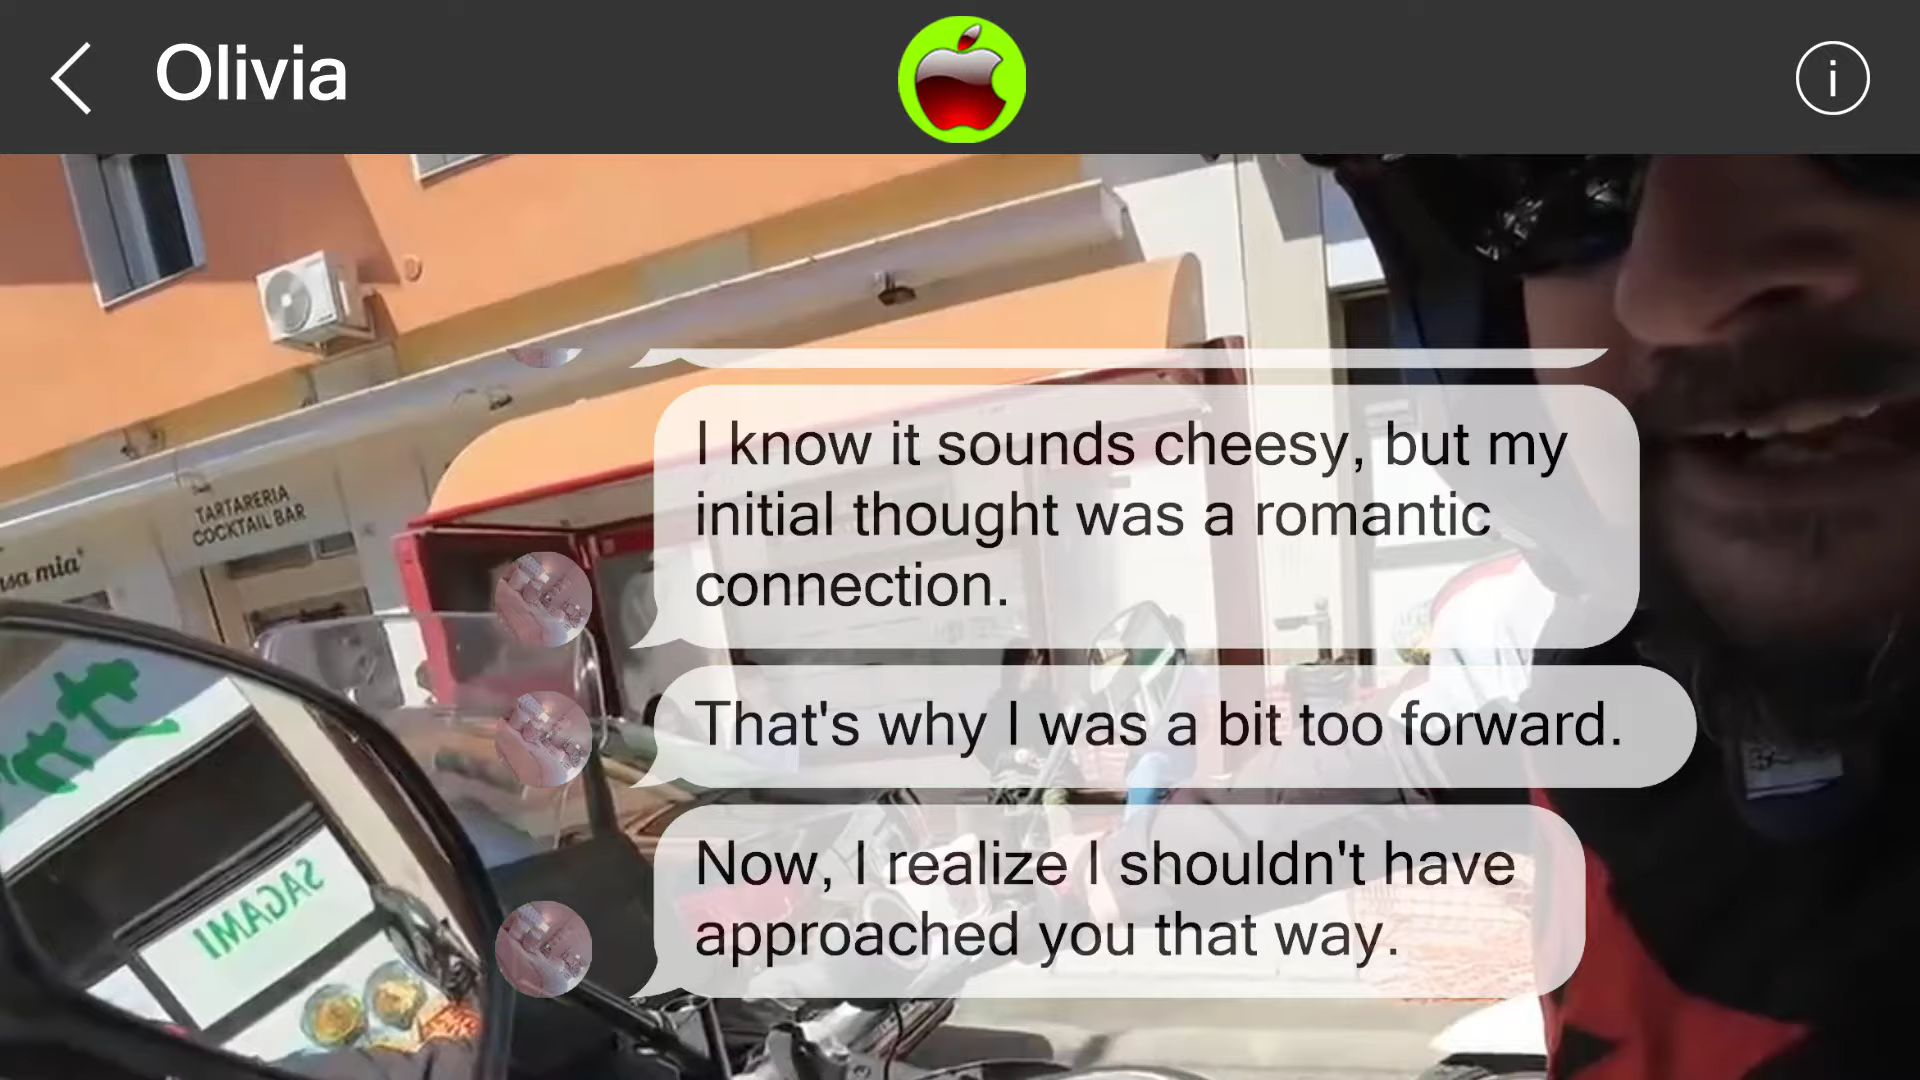 Olivia
i
I know it sounds cheesy, but my
initial thought was a romantic
connection.
That's why I was a bit too forward.
Now, I realize I shouldn't have
approached you that way.
TARTARERIA
COCKTAIL BAR
mia
SAGAMI